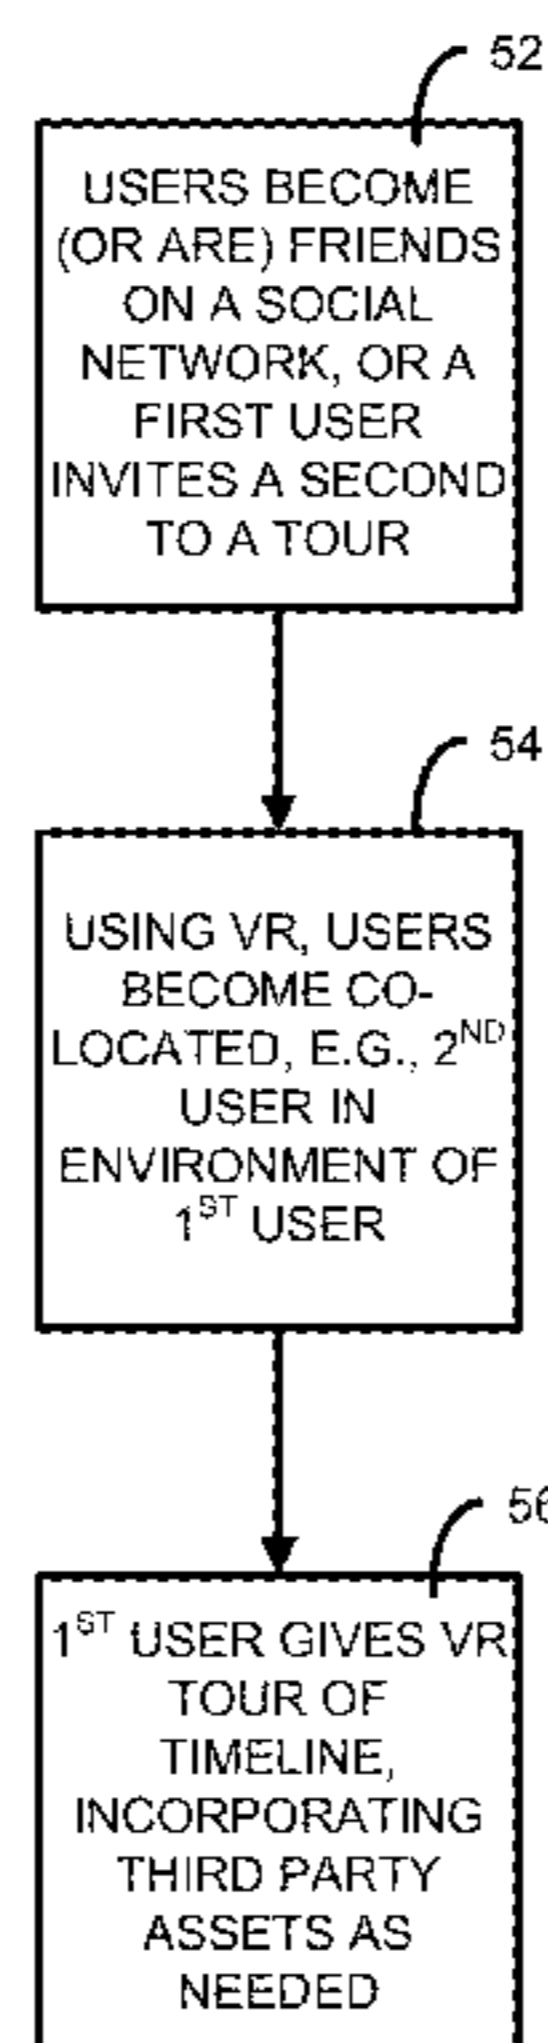 52
USERS BECOME
(OR ARE) FRIENDS
ON A SOCIAL
NETWORK, OR A
FIRST USER
INVITES A SECOND
TO A TOUR
54
USING VR, USERS
BECOME CO-
LOCATED, E.G., 2ND
USER IN
ENVIRONMENT OF
1ST USER
56
1ST USER GIVES VR
TOUR OF
TIMELINE,
INCORPORATING
THIRD PARTY
ASSETS AS
NEEDED